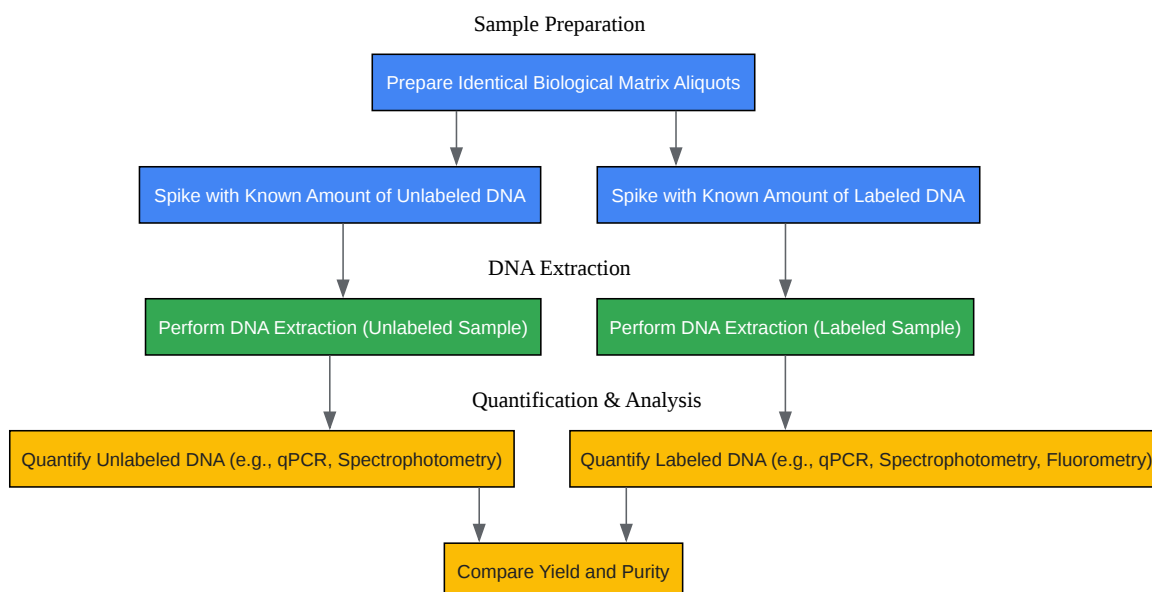 Sample Preparation
Prepare Identical Biological Matrix Aliquots
Spike with Known Amount of Unlabeled DNA
Spike with Known Amount of Labeled DNA
DNA Extraction
Perform DNA Extraction (Unlabeled Sample)
Perform DNA Extraction (Labeled Sample)
Quantification & Analysis
Quantify Unlabeled DNA (e.g., qPCR, Spectrophotometry)
Quantify Labeled DNA (e.g., qPCR, Spectrophotometry, Fluorometry)
Compare Yield and Purity